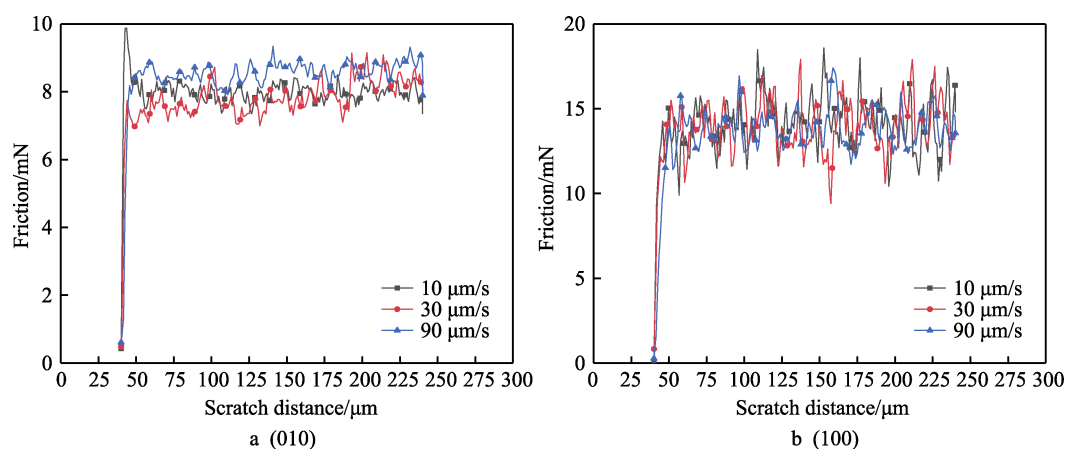 10
8
6
4
2
0
Friction/mN
10 μm/s
30 μm/s
90 μm/s
0 25 50 75 100 125 150 175 200 225 250 275 300
Scratch distance/μm
a (010)
20
15
10
5
0
Friction/mN
10 μm/s
30 μm/s
90 μm/s
0 25 50 75 100 125 150 175 200 225 250 275 300
Scratch distance/μm
b (100)